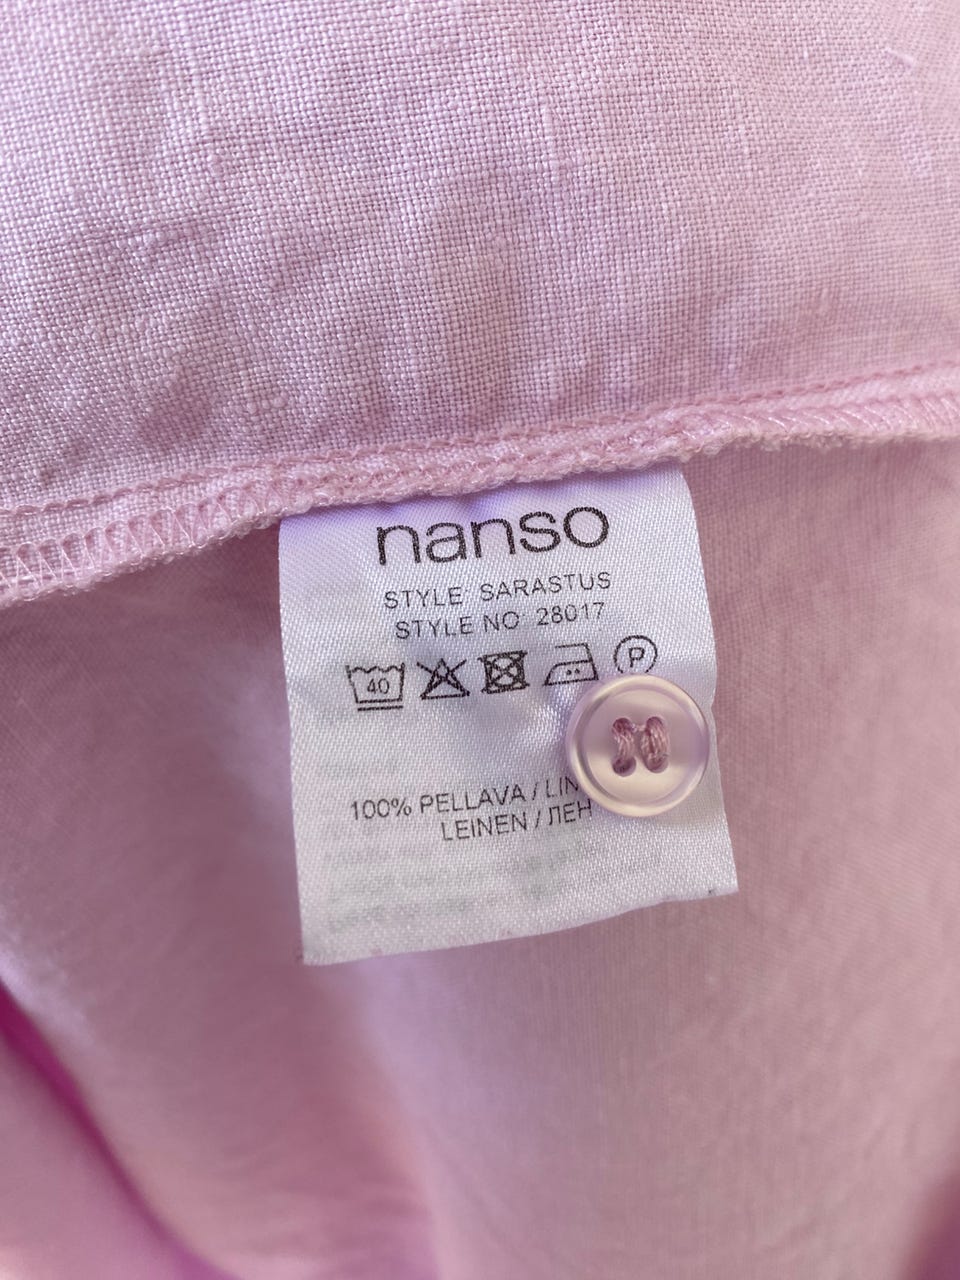 nanso
STYLE: SARASTUS
STYLE NO: 28017
40 P
100% PELLAVA / LIN
LEINEN / ЛЕН